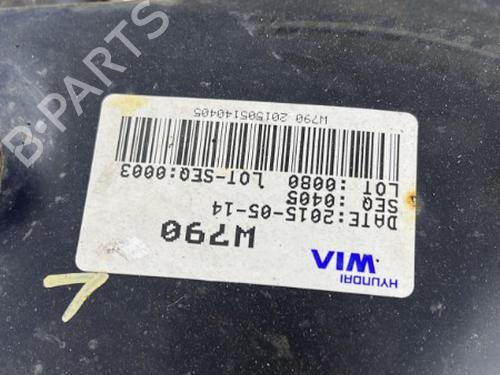 HYUNDAI
WIA
W790
DATE:2015-05-14
SEQ :0405
LOT :0080 LOT-SEQ:0003
W790 201505140405
B-PARTS